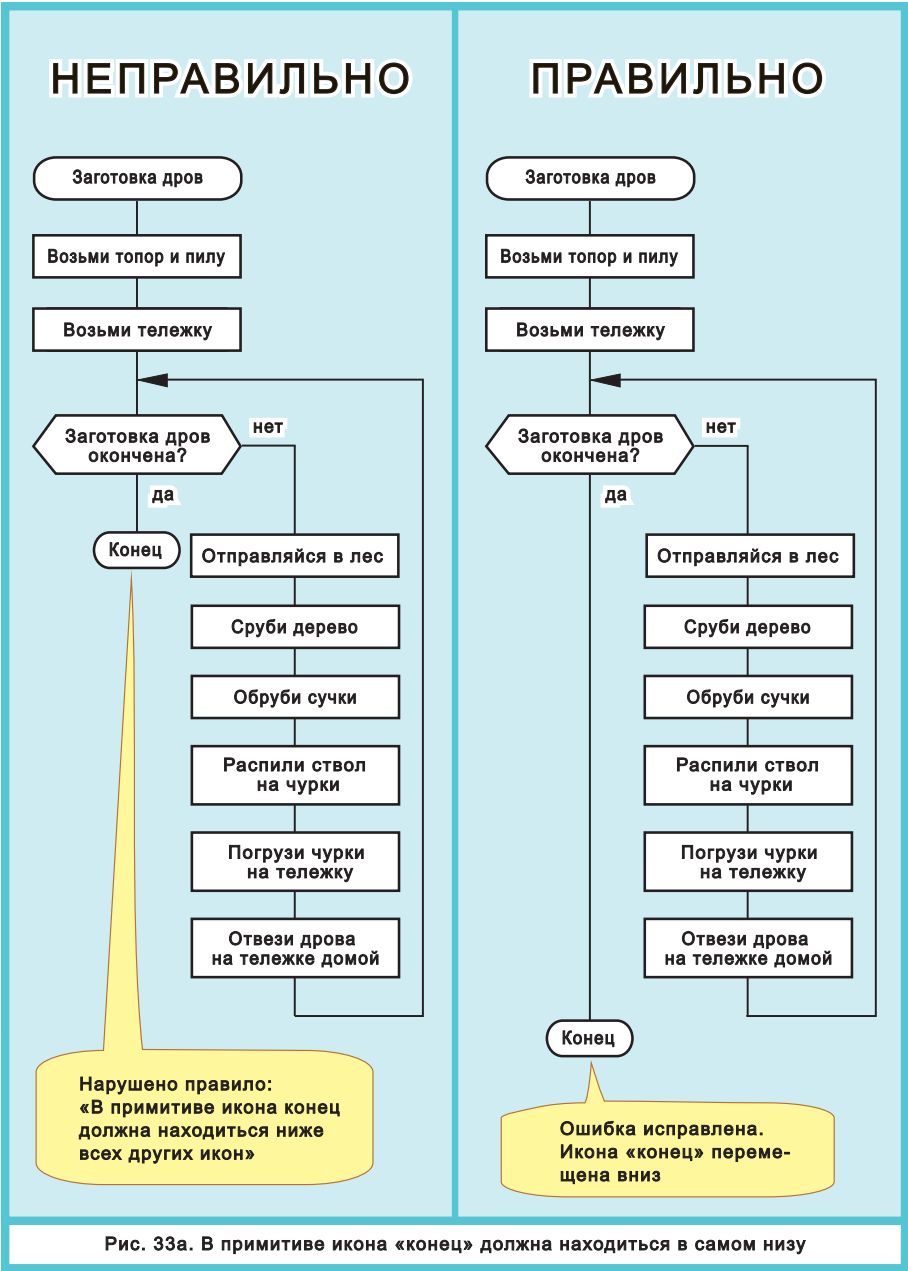 НЕПРАВИЛЬНО
Заготовка дров
Возьми топор и пилу
Возьми тележку
Заготовка дров
окончена?
нет
да
Конец
Отправляйся в лес
Сруби дерево
Обруби сучки
Распили ствол
на чурки
Погрузи чурки
на тележку
Отвези дрова
на тележке домой
Нарушено правило:
«В примитиве икона конец
должна находиться ниже
всех других икон»
ПРАВИЛЬНО
Заготовка дров
Возьми топор и пилу
Возьми тележку
Заготовка дров
окончена?
нет
да
Отправляйся в лес
Сруби дерево
Обруби сучки
Распили ствол
на чурки
Погрузи чурки
на тележку
Отвези дрова
на тележке домой
Конец
Ошибка исправлена.
Икона «конец» переме-
щена вниз
Рис. 33а. В примитиве икона «конец» должна находиться в самом низу